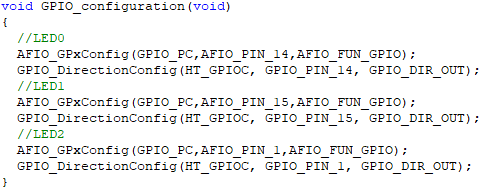 void GPIO_configuration(void)
{
  //LED0
  AFIO_GPxConfig(GPIO_PC,AFIO_PIN_14,AFIO_FUN_GPIO);
  GPIO_DirectionConfig(HT_GPIOC, GPIO_PIN_14, GPIO_DIR_OUT);
  //LED1
  AFIO_GPxConfig(GPIO_PC,AFIO_PIN_15,AFIO_FUN_GPIO);
  GPIO_DirectionConfig(HT_GPIOC, GPIO_PIN_15, GPIO_DIR_OUT);
  //LED2
  AFIO_GPxConfig(GPIO_PC,AFIO_PIN_1,AFIO_FUN_GPIO);
  GPIO_DirectionConfig(HT_GPIOC, GPIO_PIN_1, GPIO_DIR_OUT);
}